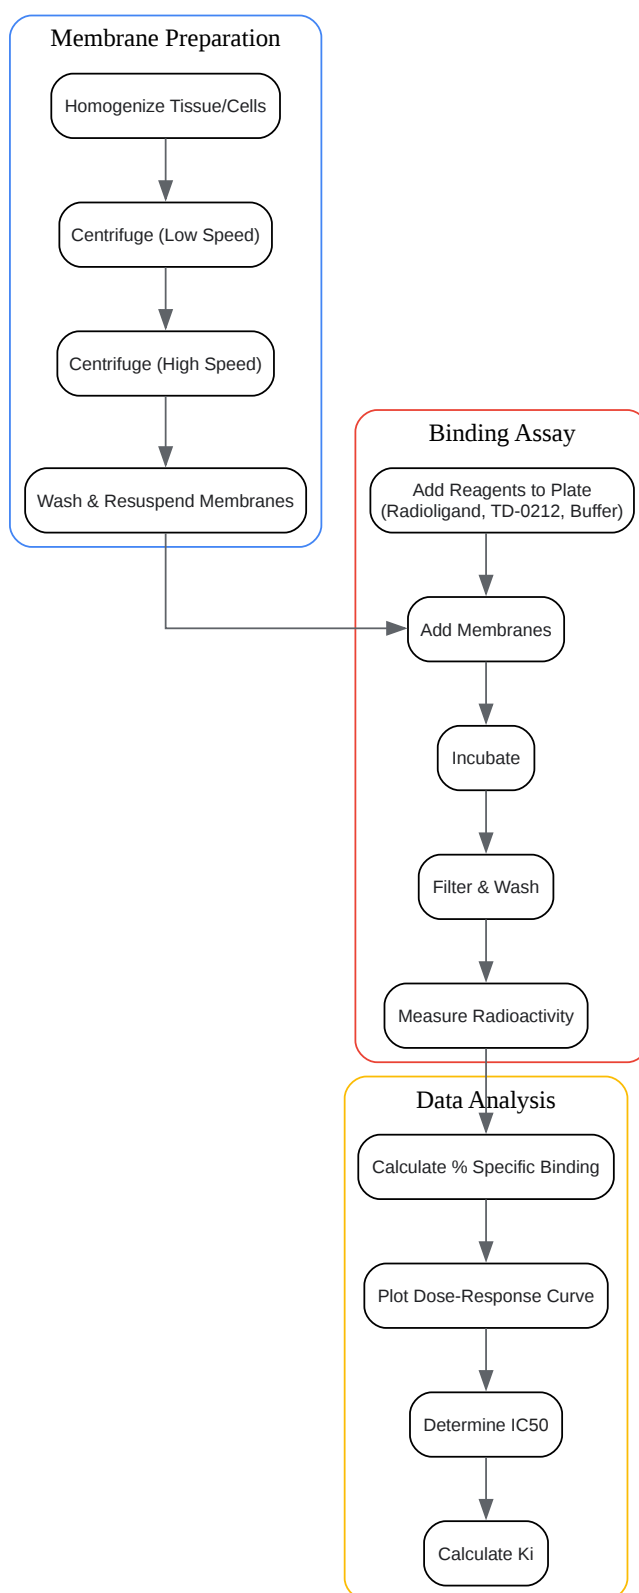 Membrane Preparation
Homogenize Tissue/Cells
Centrifuge (Low Speed)
Centrifuge (High Speed)
Wash & Resuspend Membranes
Binding Assay
Add Reagents to Plate
(Radioligand, TD-0212, Buffer)
Add Membranes
Incubate
Filter & Wash
Measure Radioactivity
Data Analysis
Calculate % Specific Binding
Plot Dose-Response Curve
Determine IC50
Calculate Ki